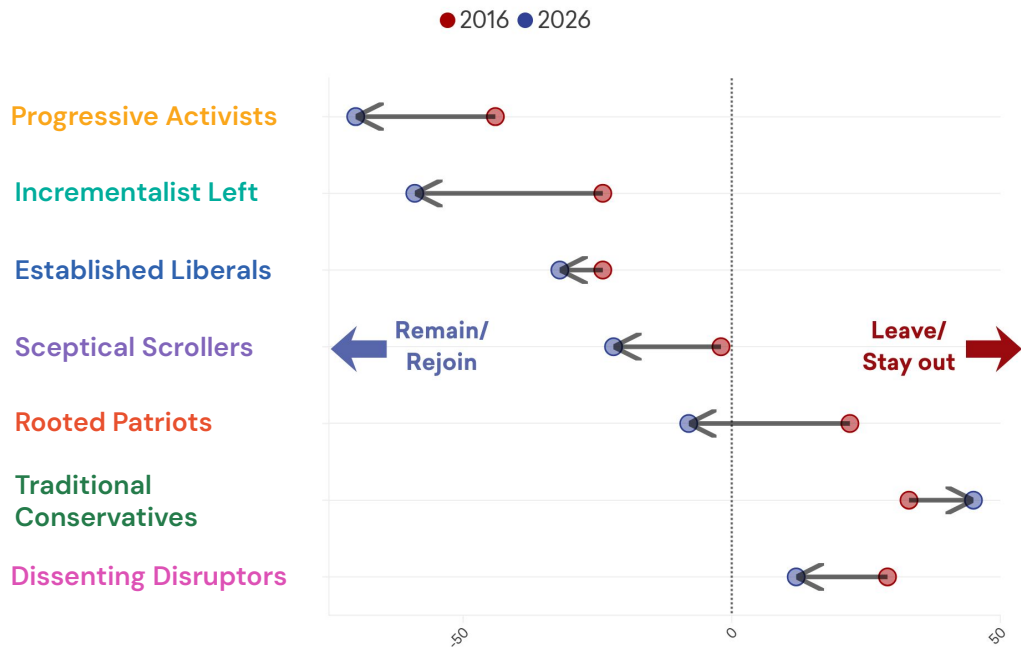 2016 2026
Progressive Activists
Incrementalist Left
Established Liberals
Sceptical Scrollers
Remain/
Rejoin
Leave/
Stay out
Rooted Patriots
Traditional
Conservatives
Dissenting Disruptors
-50 0 50